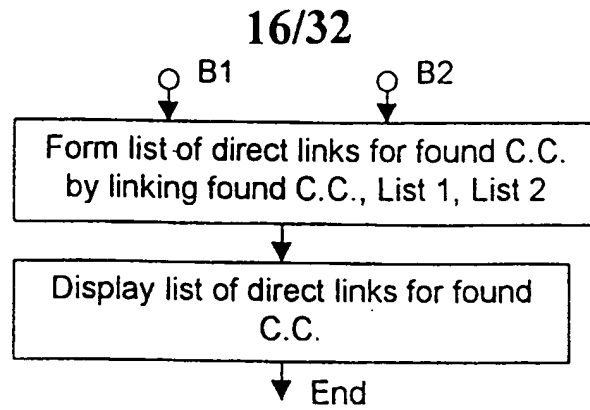 16/32
B1 B2
Form list of direct links for found C.C.
by linking found C.C., List 1, List 2
Display list of direct links for found
C.C.
End